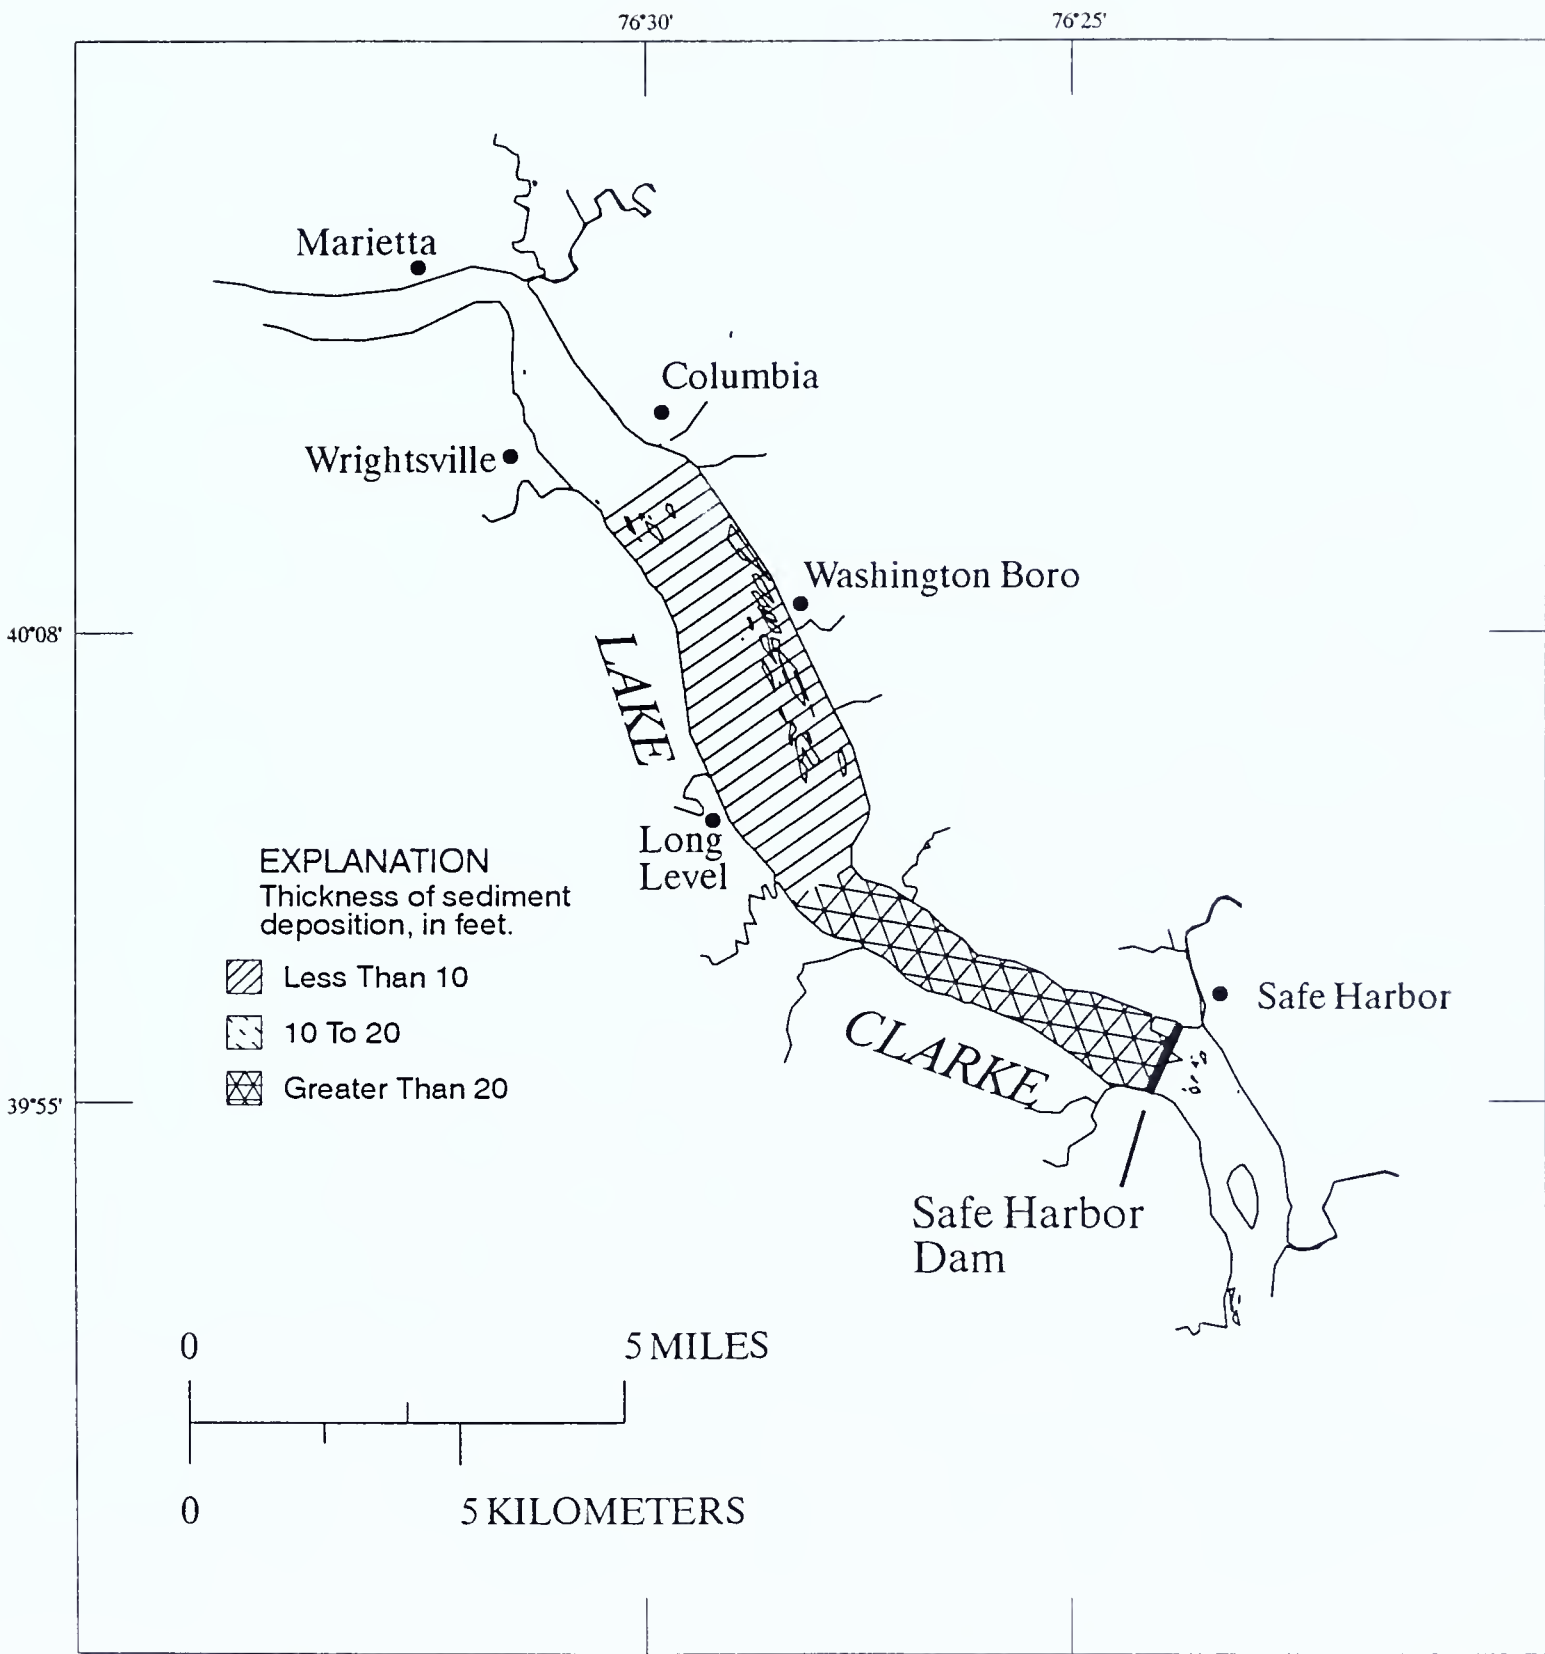 76°30'
76°25'
Marietta
Columbia
Wrightsville
Washington Boro
40°08'
LAKE
Long
Level
EXPLANATION
Thickness of sediment
deposition, in feet.
Less Than 10
10 To 20
Greater Than 20
Safe Harbor
CLARKE
39°55'
Safe Harbor
Dam
0
5 MILES
0
5 KILOMETERS